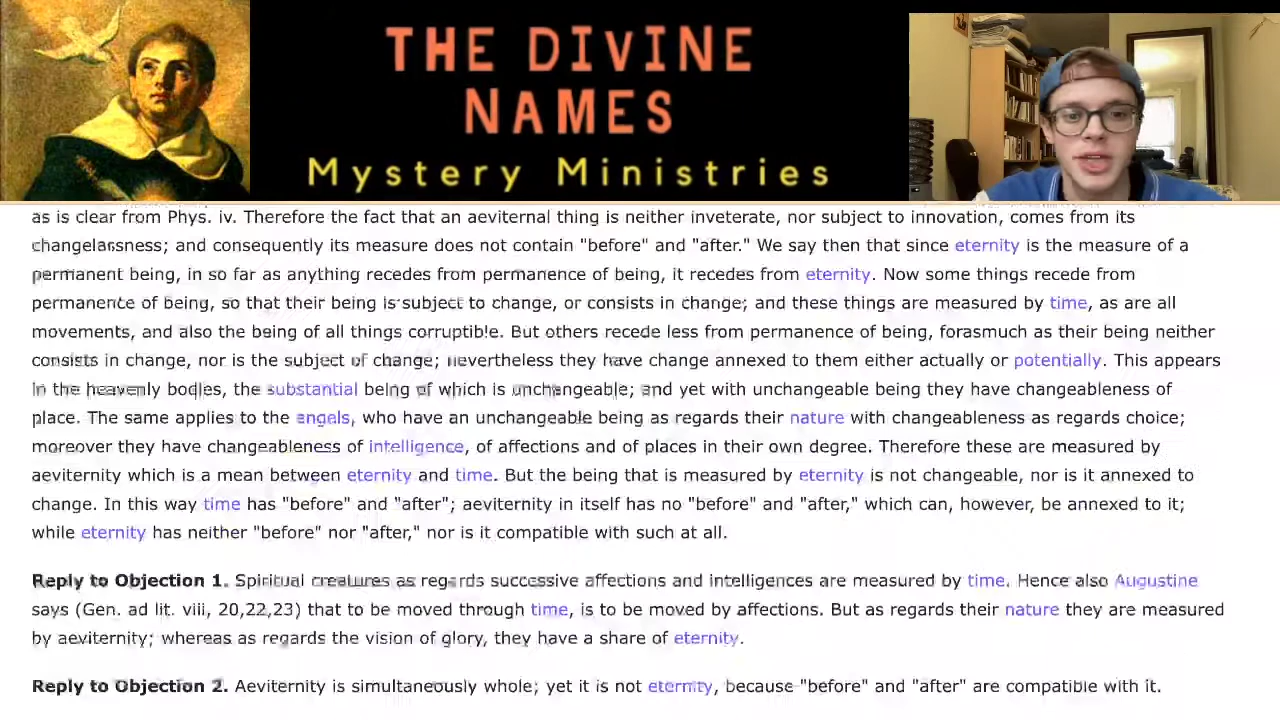 THE DIVINE
NAMES
Mystery Ministries
as is clear from Phys. iv. Therefore the fact that an aeviternal thing is neither inveterate, nor subject to innovation, comes from its
changelessness; and consequently its measure does not contain "before" and "after." We say then that since eternity is the measure of a
permanent being, in so far as anything recedes from permanence of being, it recedes from eternity. Now some things recede from
permanence of being, so that their being is subject to change, or consists in change; and these things are measured by time, as are all
movements, and also the being of all things corruptible. But others recede less from permanence of being, forasmuch as their being neither
consists in change, nor is the subject of change; nevertheless they have change annexed to them either actually or potentially. This appears
in the heavenly bodies, the substantial being of which is unchangeable; and yet with unchangeable being they have changeableness of
place. The same applies to the angels, who have an unchangeable being as regards their nature with changeableness as regards choice;
moreover they have changeableness of intelligence, of affections and of places in their own degree. Therefore these are measured by
aeviternity which is a mean between eternity and time. But the being that is measured by eternity is not changeable, nor is it annexed to
change. In this way time has "before" and "after"; aeviternity in itself has no "before" and "after," which can, however, be annexed to it;
while eternity has neither "before" nor "after," nor is it compatible with such at all.
Reply to Objection 1. Spiritual creatures as regards successive affections and intelligences are measured by time. Hence also Augustine
says (Gen. ad lit. viii, 20,22,23) that to be moved through time, is to be moved by affections. But as regards their nature they are measured
by aeviternity; whereas as regards the vision of glory, they have a share of eternity.
Reply to Objection 2. Aeviternity is simultaneously whole; yet it is not eternity, because "before" and "after" are compatible with it.